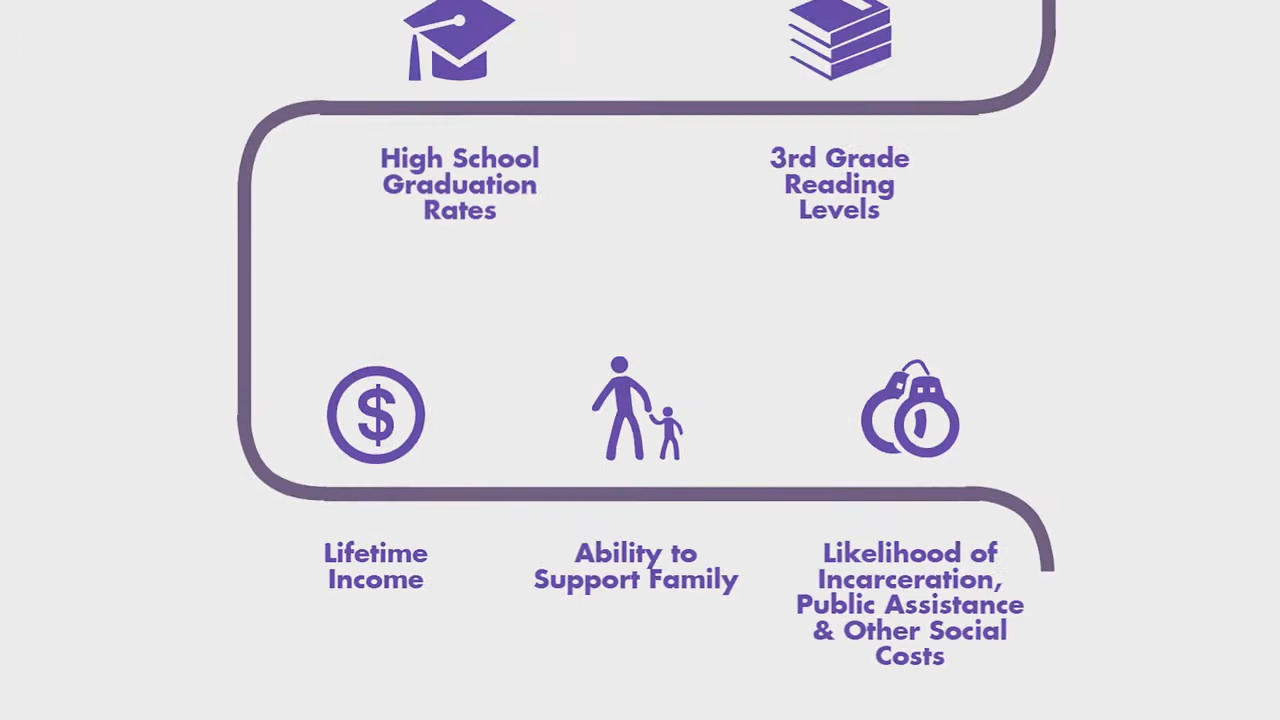 High School
Graduation
Rates
3rd Grade
Reading
Levels
$
Lifetime
Income
Ability to
Support Family
Likelihood of
Incarceration,
Public Assistance
& Other Social
Costs